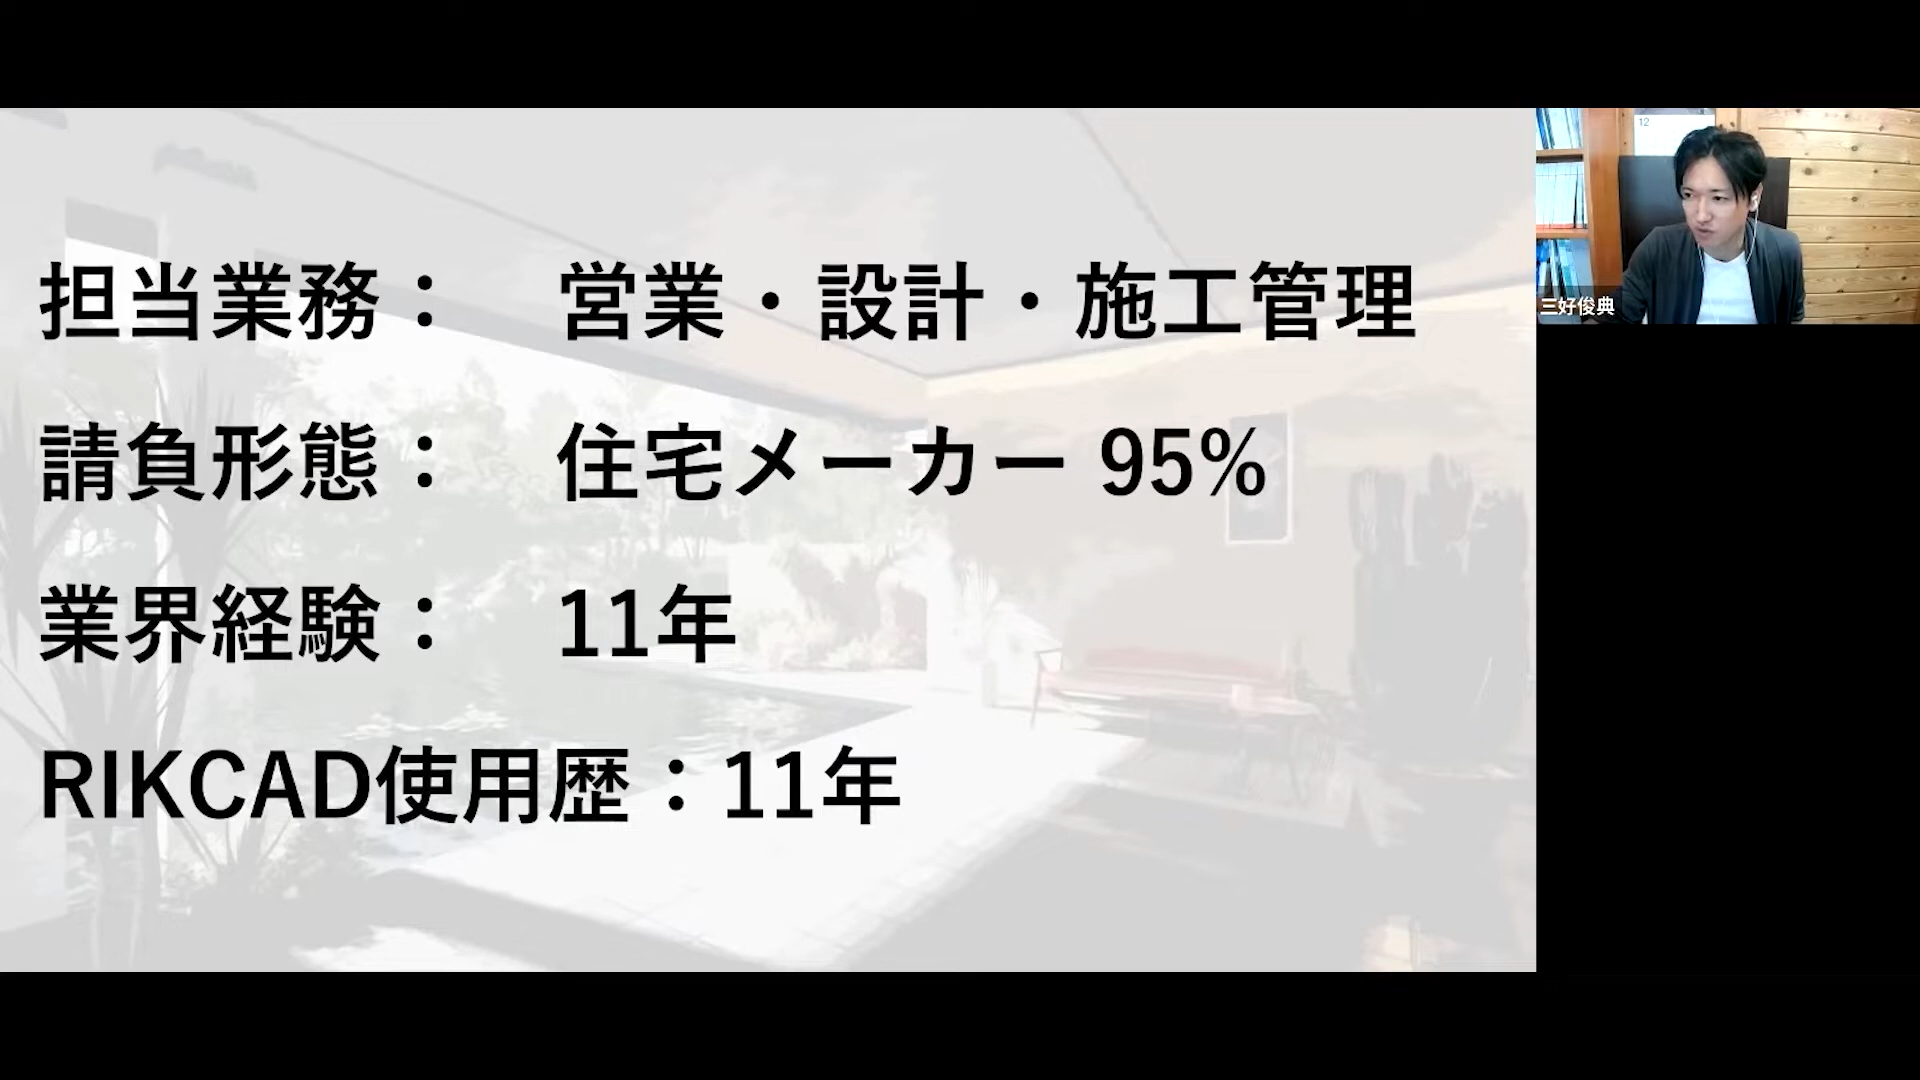 担当業務：　営業・設計・施工管理
請負形態：　住宅メーカー 95%
業界経験：　11年
RIKCAD使用歴：11年
12
三好俊典